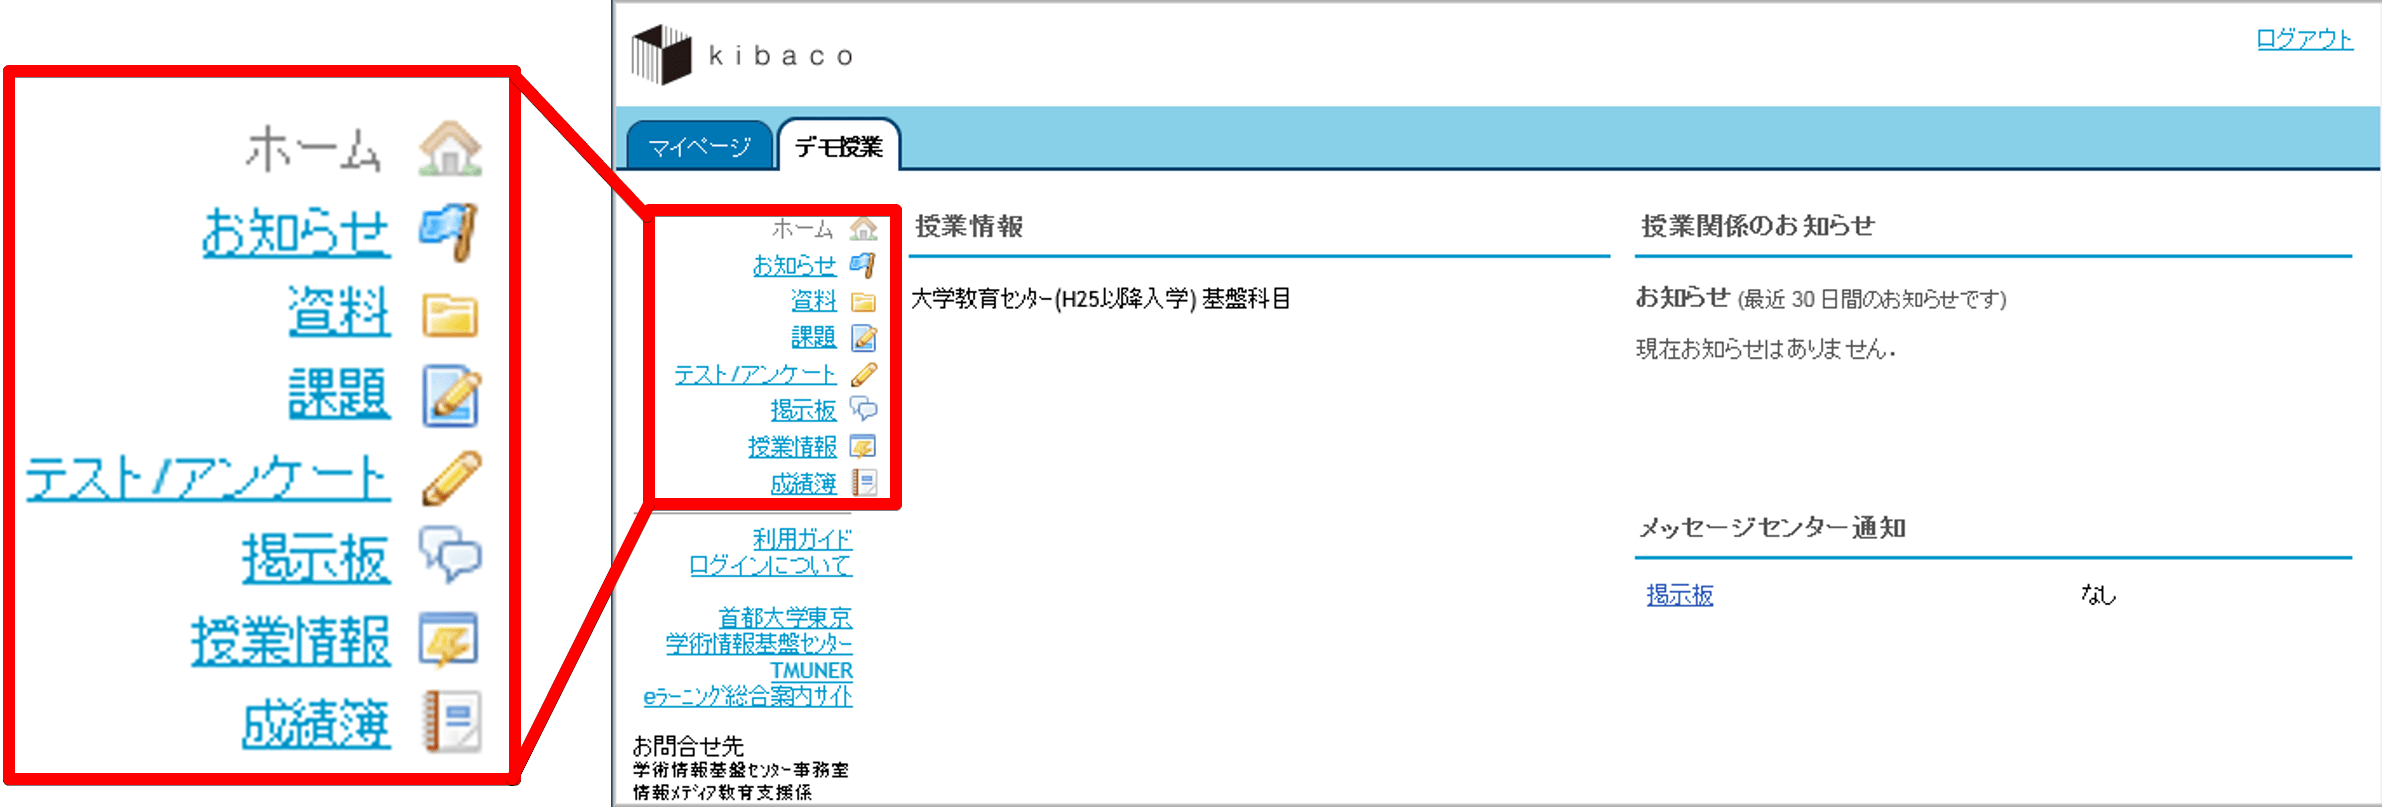 ホーム
お知らせ
資料
課題
テスト/アンケート
掲示板
授業情報
成績簿
kibaco
ログアウト
マイページ
デモ授業
ホーム
お知らせ
資料
課題
テスト/アンケート
掲示板
授業情報
成績簿
利用ガイド
ログインについて
首都大学東京
学術情報基盤センター
TMUNER
eラーニング総合案内サイト
お問合せ先
学術情報基盤センター事務室
情報メディア教育支援係
授業情報
大学教育センター(H25以降入学) 基盤科目
授業関係のお知らせ
お知らせ (最近 30 日間のお知らせです)
現在お知らせはありません.
メッセージセンター通知
掲示板 なし